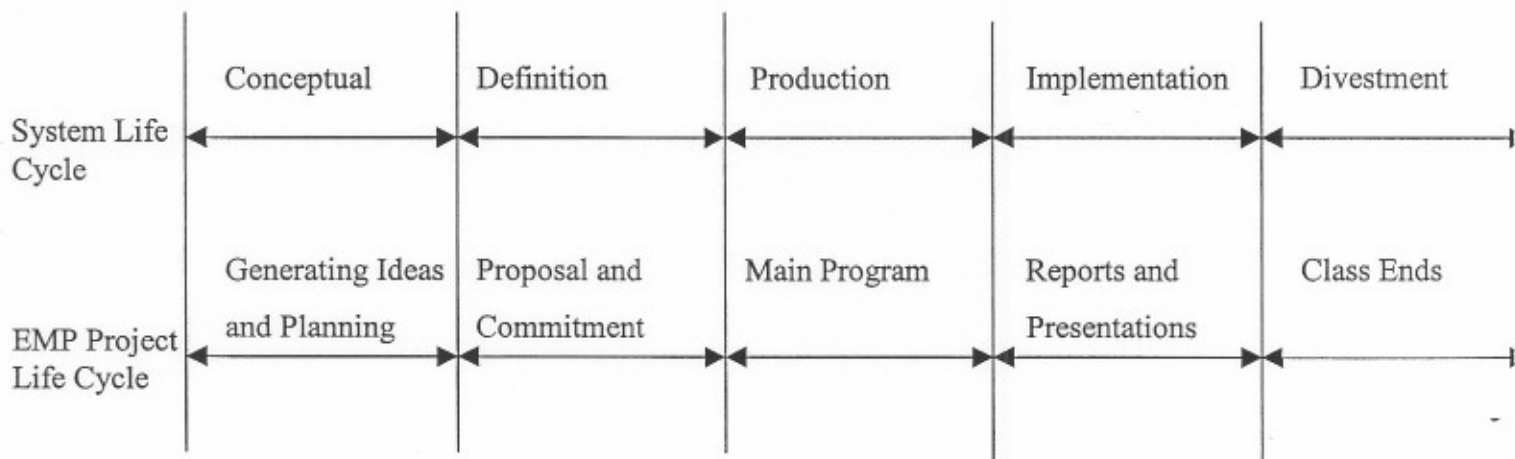 Conceptual Definition Production Implementation Divestment
System Life
Cycle
Generating Ideas Proposal and Main Program Reports and Class Ends
and Planning Commitment Presentations
EMP Project
Life Cycle